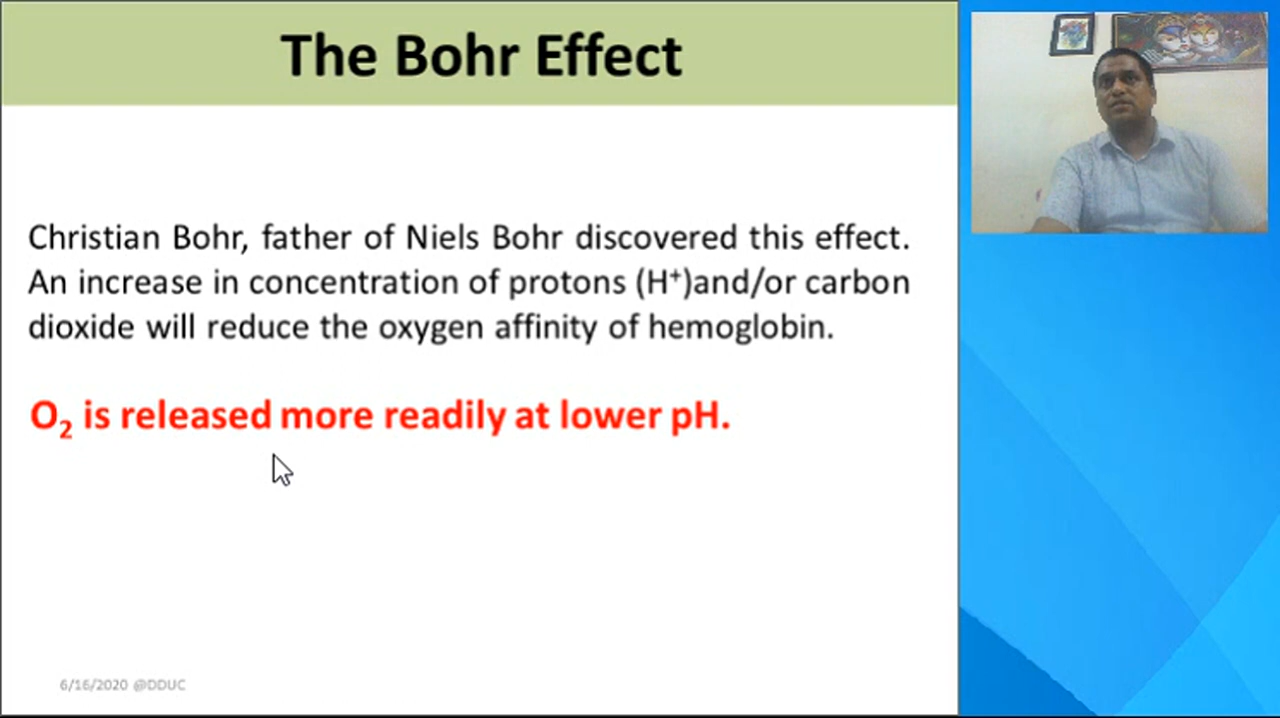 The Bohr Effect
Christian Bohr, father of Niels Bohr discovered this effect.
An increase in concentration of protons (H⁺)and/or carbon
dioxide will reduce the oxygen affinity of hemoglobin.
O₂ is released more readily at lower pH.
6/16/2020 @DDUC